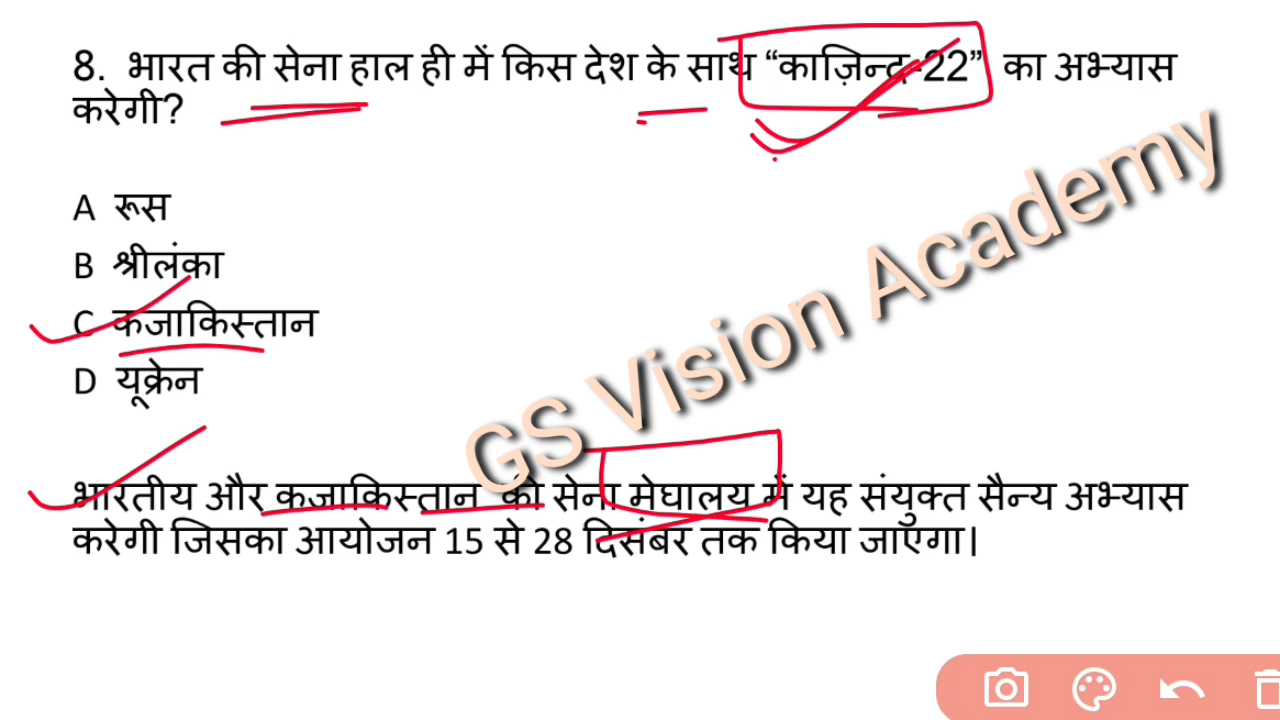 8. भारत की सेना हाल ही में किस देश के साथ “काज़िन्द-22” का अभ्यास
करेगी?
A रूस
B श्रीलंका
C कजाकिस्तान
D यूक्रेन
GS Vision Academy
भारतीय और कजाकिस्तान की सेना मेघालय में यह संयुक्त सैन्य अभ्यास
करेगी जिसका आयोजन 15 से 28 दिसंबर तक किया जाएगा।